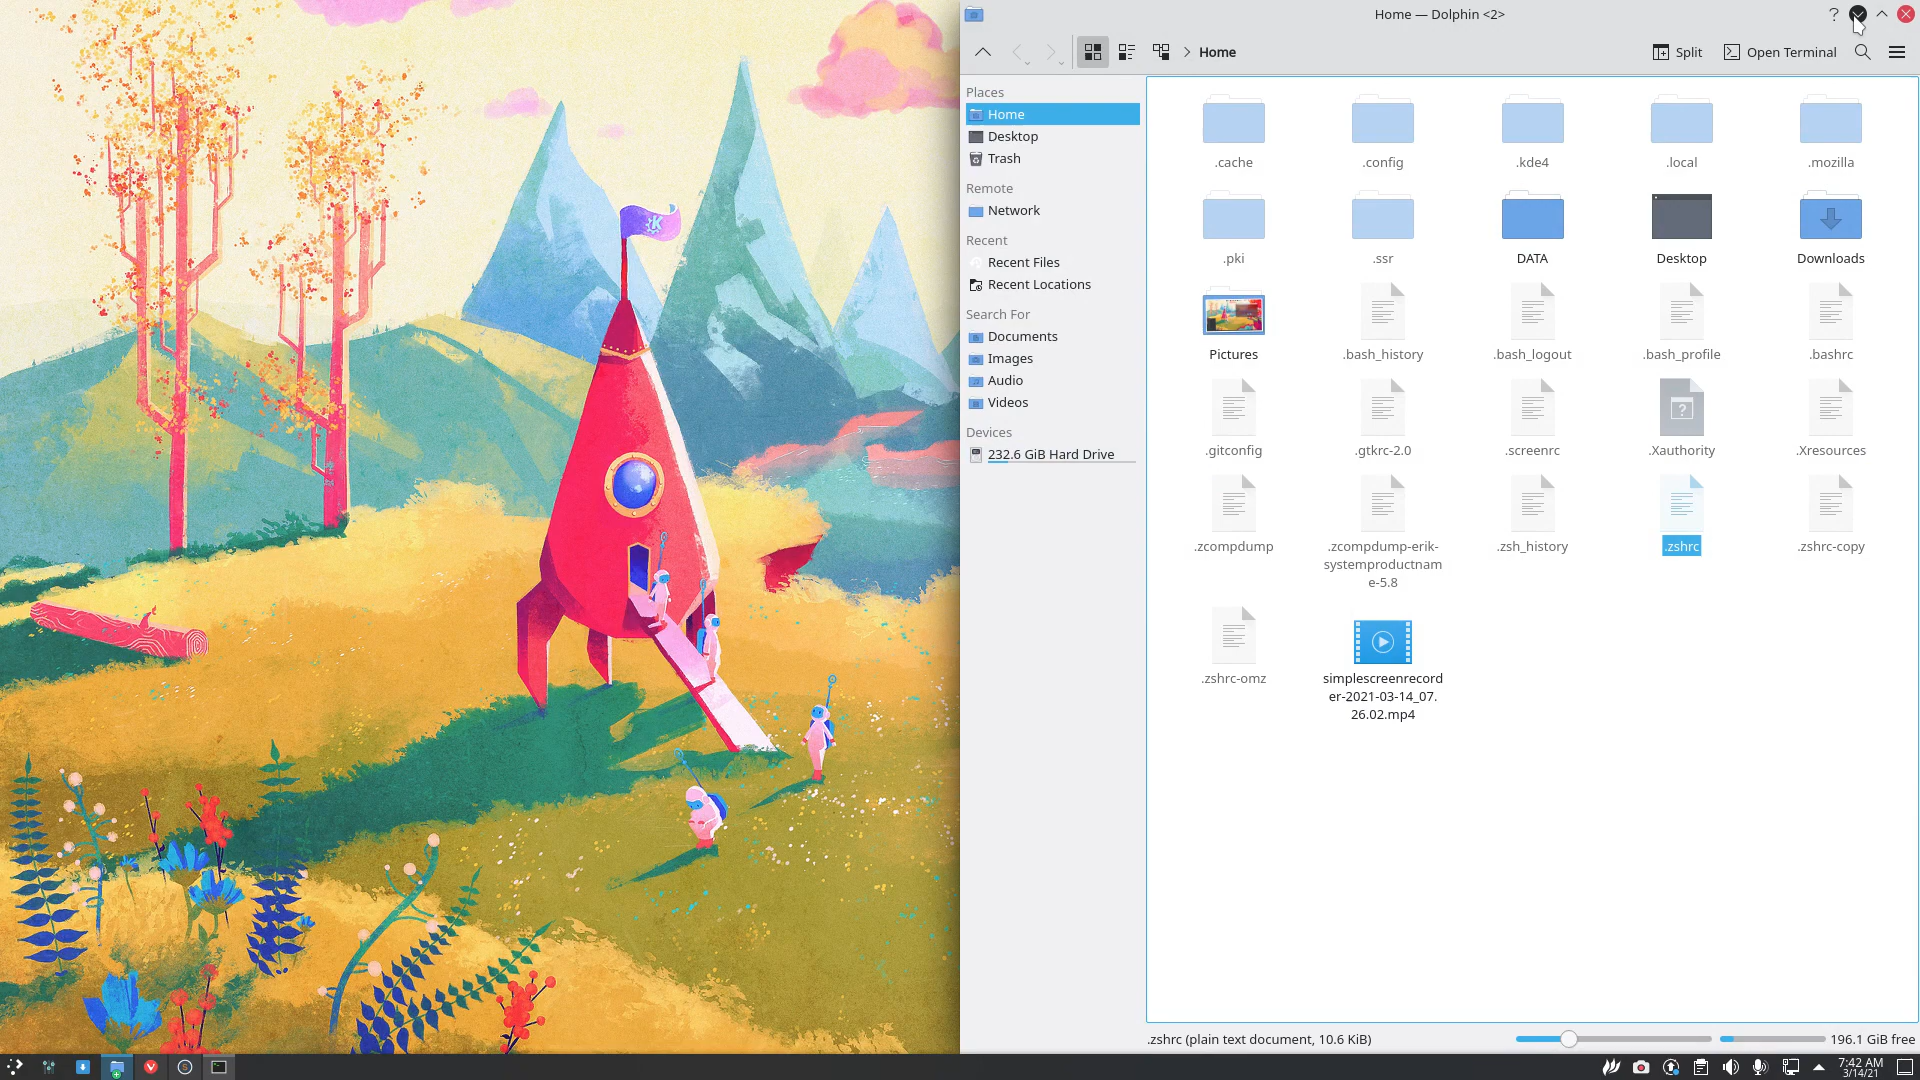 Home — Dolphin <2>
Home
Split
Open Terminal
Places
Home
Desktop
Trash
Remote
Network
Recent
Recent Files
Recent Locations
Search For
Documents
Images
Audio
Videos
Devices
232.6 GiB Hard Drive
.cache
.config
.kde4
.local
.mozilla
.pki
.ssr
DATA
Desktop
Downloads
Pictures
.bash_history
.bash_logout
.bash_profile
.bashrc
.gitconfig
.gtkrc-2.0
.screenrc
.Xauthority
.Xresources
.zcompdump
.zcompdump-erik-
systemproductnam
e-5.8
.zsh_history
.zshrc
.zshrc-copy
.zshrc-omz
simplescreenrecord
er-2021-03-14_07.
26.02.mp4
.zshrc (plain text document, 10.6 KiB)
196.1 GiB free
7:42 AM
3/14/21